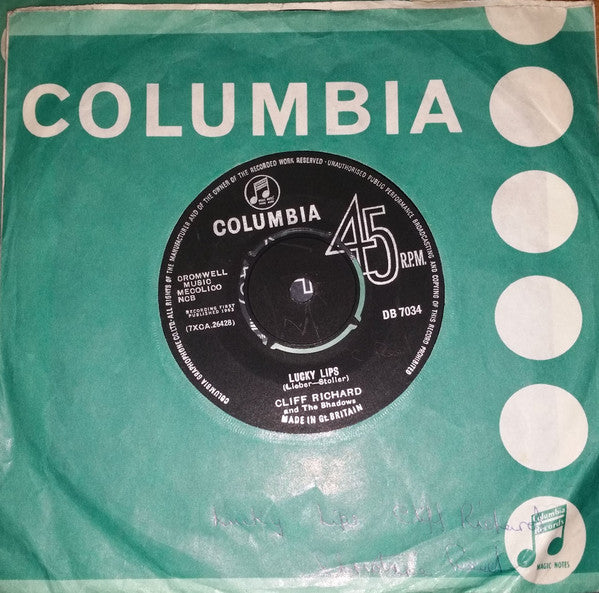 COLUMBIA
COLUMBIA GRAPHOPHONE CO. LTD. ALL RIGHTS OF THE MANUFACTURER AND OF THE OWNER OF THE RECORDED WORK RESERVED · UNAUTHORISED PUBLIC PERFORMANCE BROADCASTING AND COPYING OF THIS RECORD PROHIBITED
COLUMBIA
45
R.P.M.
CROMWELL
MUSIC
MECOLICO
NCB
RECORDING FIRST
PUBLISHED 1963
(7XCA.26428)
DB 7034
LUCKY LIPS
(Lieber—Stoller)
CLIFF RICHARD
and The Shadows
MADE IN Gt. BRITAIN
Lucky Lips Cliff Richard
Columbia
Records
MAGIC NOTES